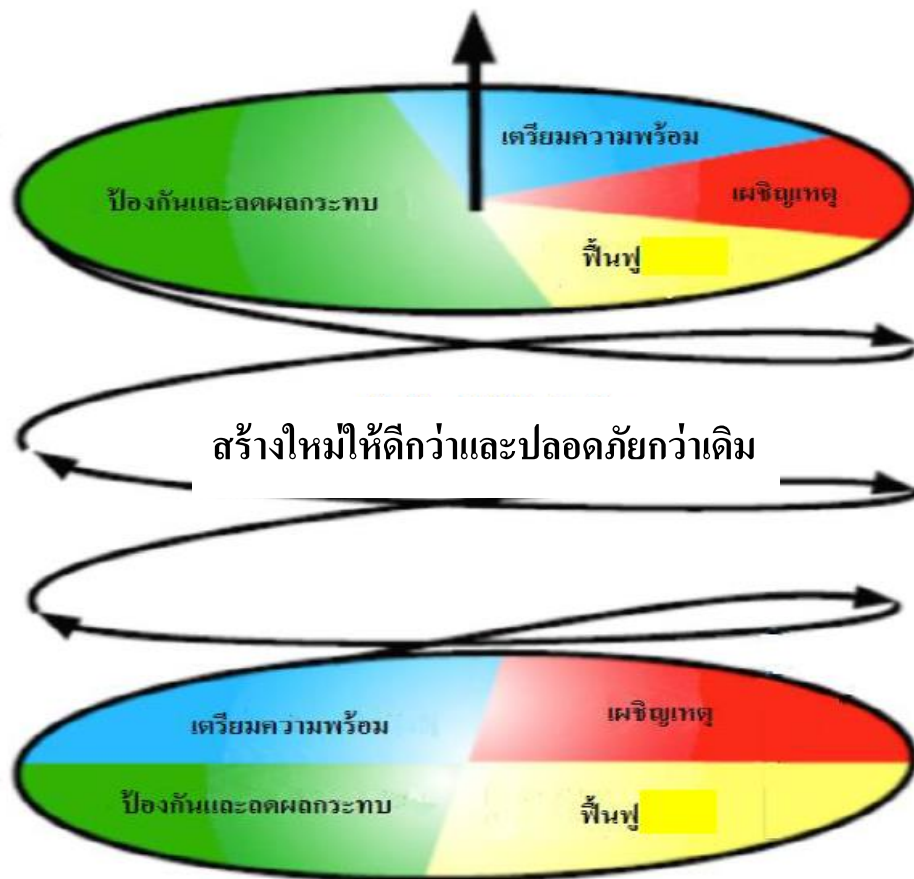 เตรียมความพร้อม
ป้องกันและลดผลกระทบ
เผชิญเหตุ
ฟื้นฟู
สร้างใหม่ให้ดีกว่าและปลอดภัยกว่าเดิม
เตรียมความพร้อม
เผชิญเหตุ
ป้องกันและลดผลกระทบ
ฟื้นฟู